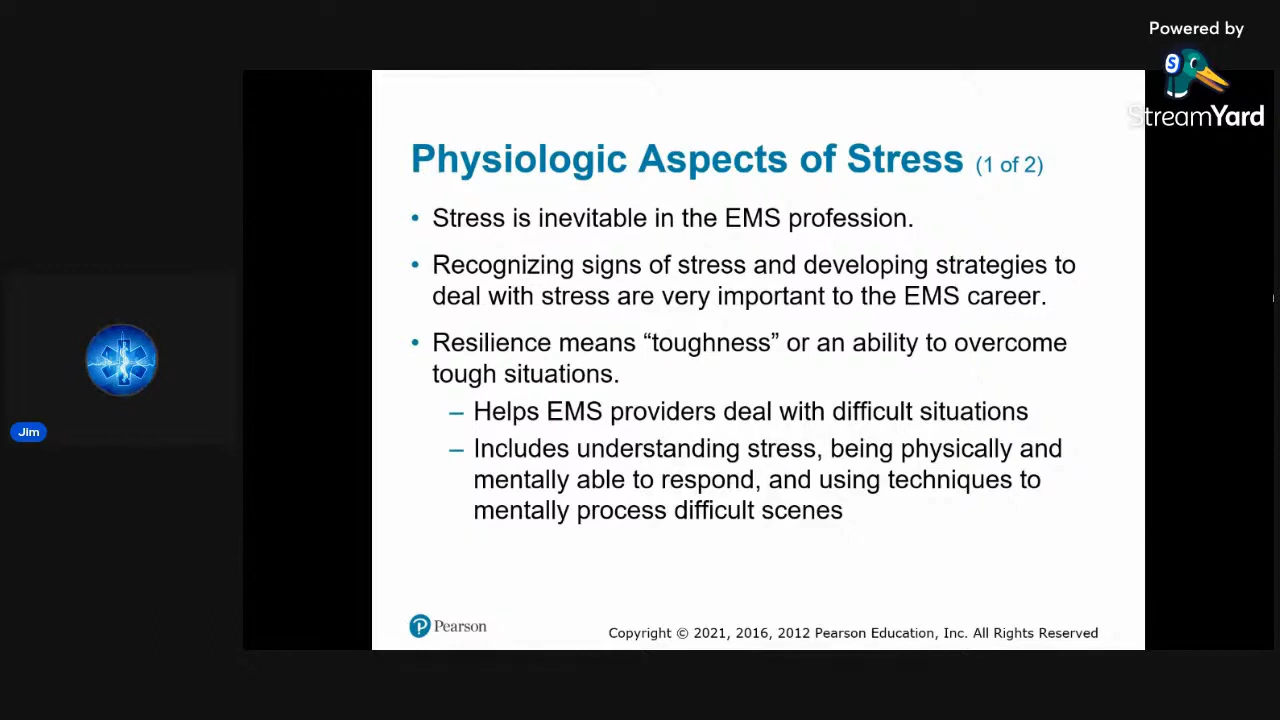 Powered by
S
StreamYard
Physiologic Aspects of Stress (1 of 2)
• Stress is inevitable in the EMS profession.
• Recognizing signs of stress and developing strategies to
deal with stress are very important to the EMS career.
• Resilience means “toughness” or an ability to overcome
tough situations.
– Helps EMS providers deal with difficult situations
– Includes understanding stress, being physically and
mentally able to respond, and using techniques to
mentally process difficult scenes
Jim
P Pearson
Copyright © 2021, 2016, 2012 Pearson Education, Inc. All Rights Reserved